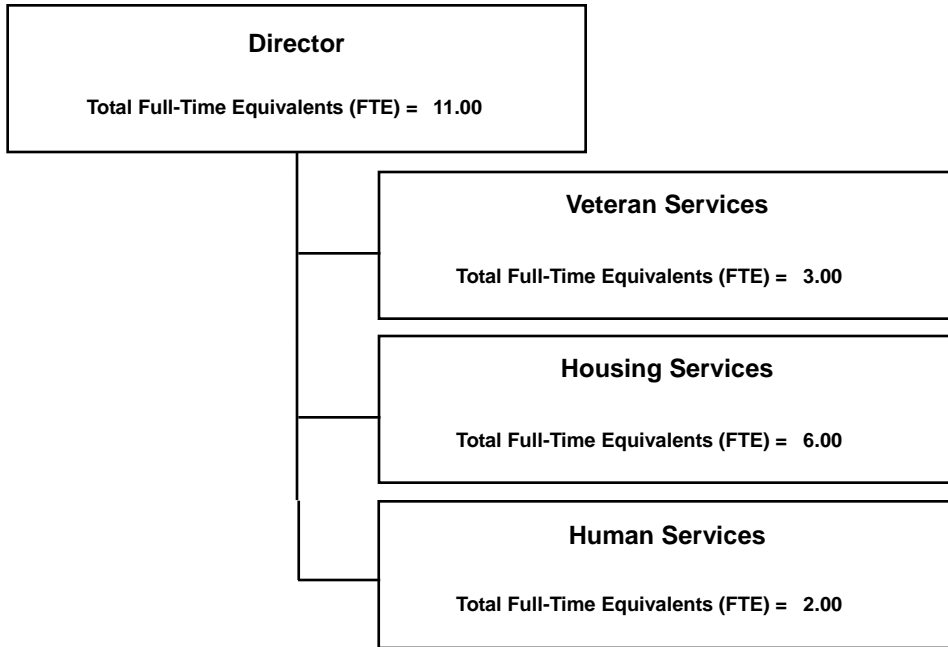 Director
Total Full-Time Equivalents (FTE) = 11.00
Veteran Services
Total Full-Time Equivalents (FTE) = 3.00
Housing Services
Total Full-Time Equivalents (FTE) = 6.00
Human Services
Total Full-Time Equivalents (FTE) = 2.00